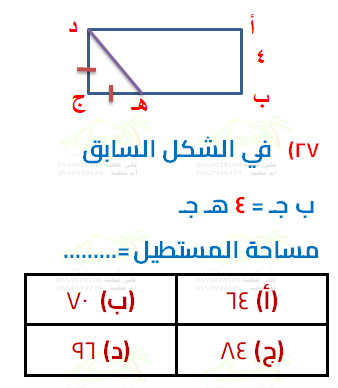 د أ
٤
ج هـ ب
٢٧) في الشكل السابق
ب جـ = ٤ هـ جـ
مساحة المستطيل =.........
(أ) ٦٤ (ب) ٧٠
(ج) ٨٤ (د) ٩٦